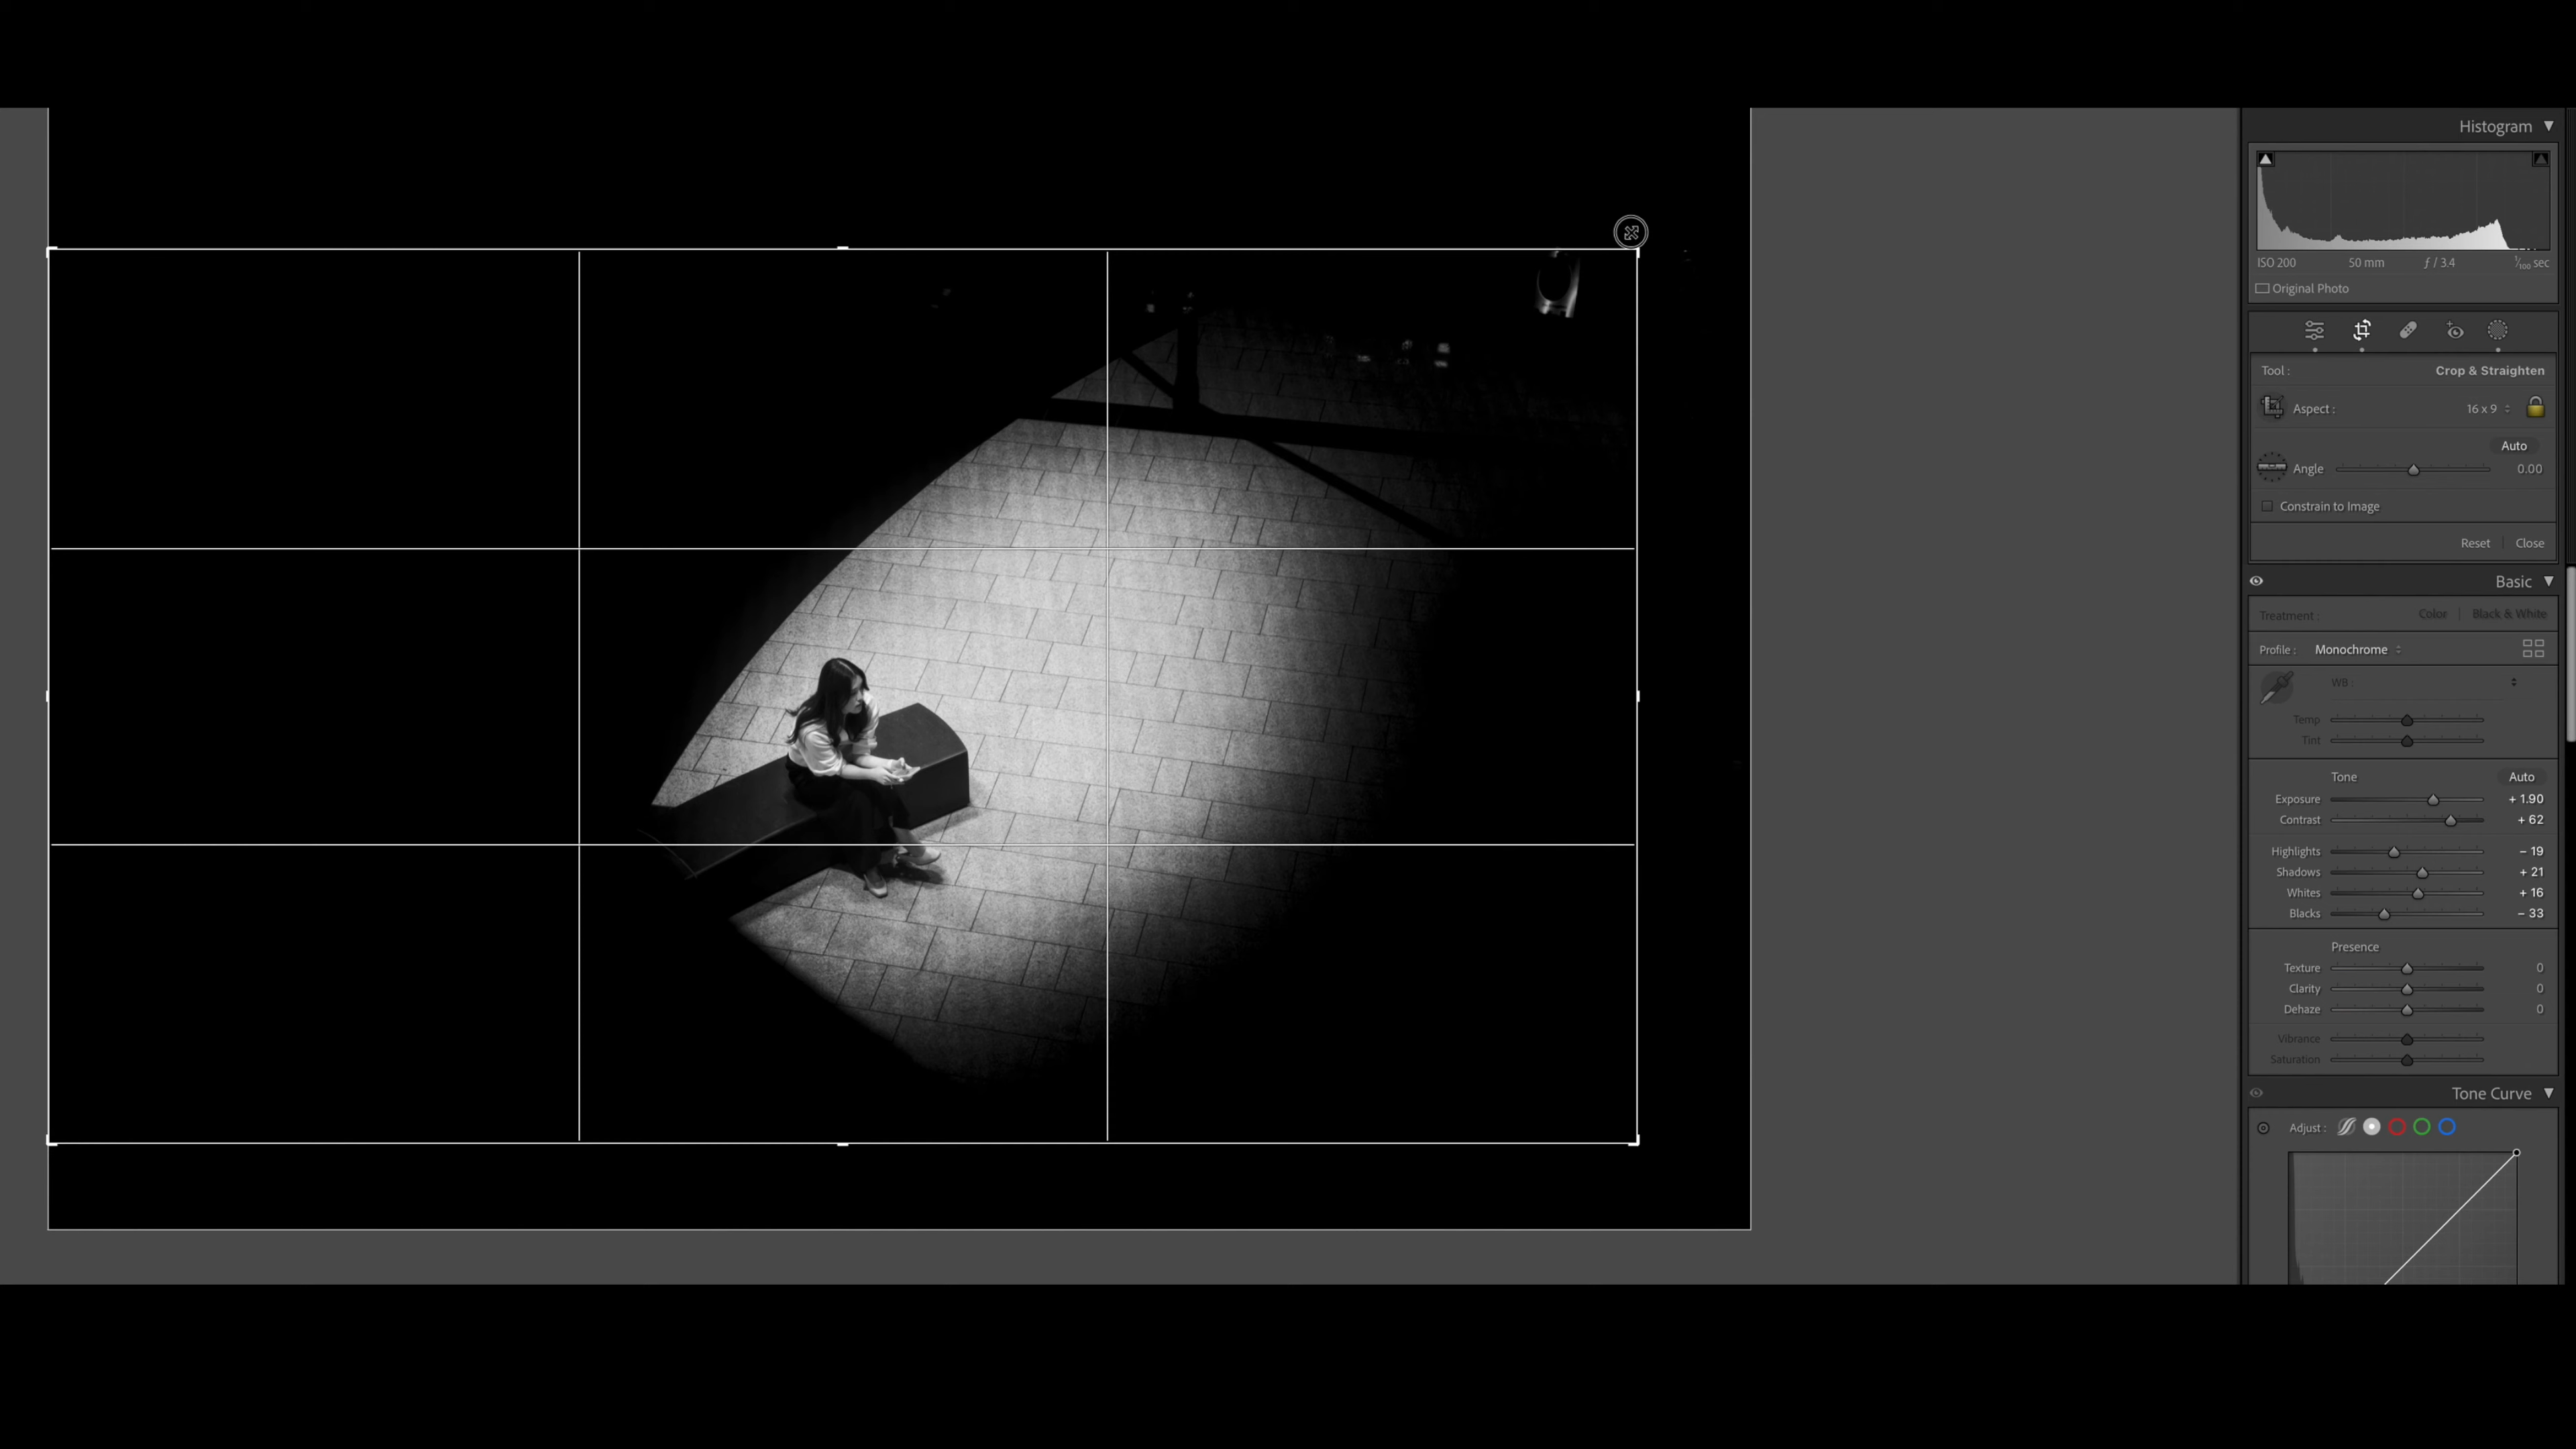 Histogram
ISO 200 50 mm ƒ / 3.4 1/100 sec
Original Photo
Tool : Crop & Straighten
Aspect : 16 x 9
Auto
Angle 0.00
Constrain to Image
Reset Close
Basic
Treatment : Color Black & White
Profile : Monochrome
WB :
Temp
Tint
Tone Auto
Exposure + 1.90
Contrast + 62
Highlights − 19
Shadows + 21
Whites + 16
Blacks − 33
Presence
Texture 0
Clarity 0
Dehaze 0
Vibrance
Saturation
Tone Curve
Adjust :